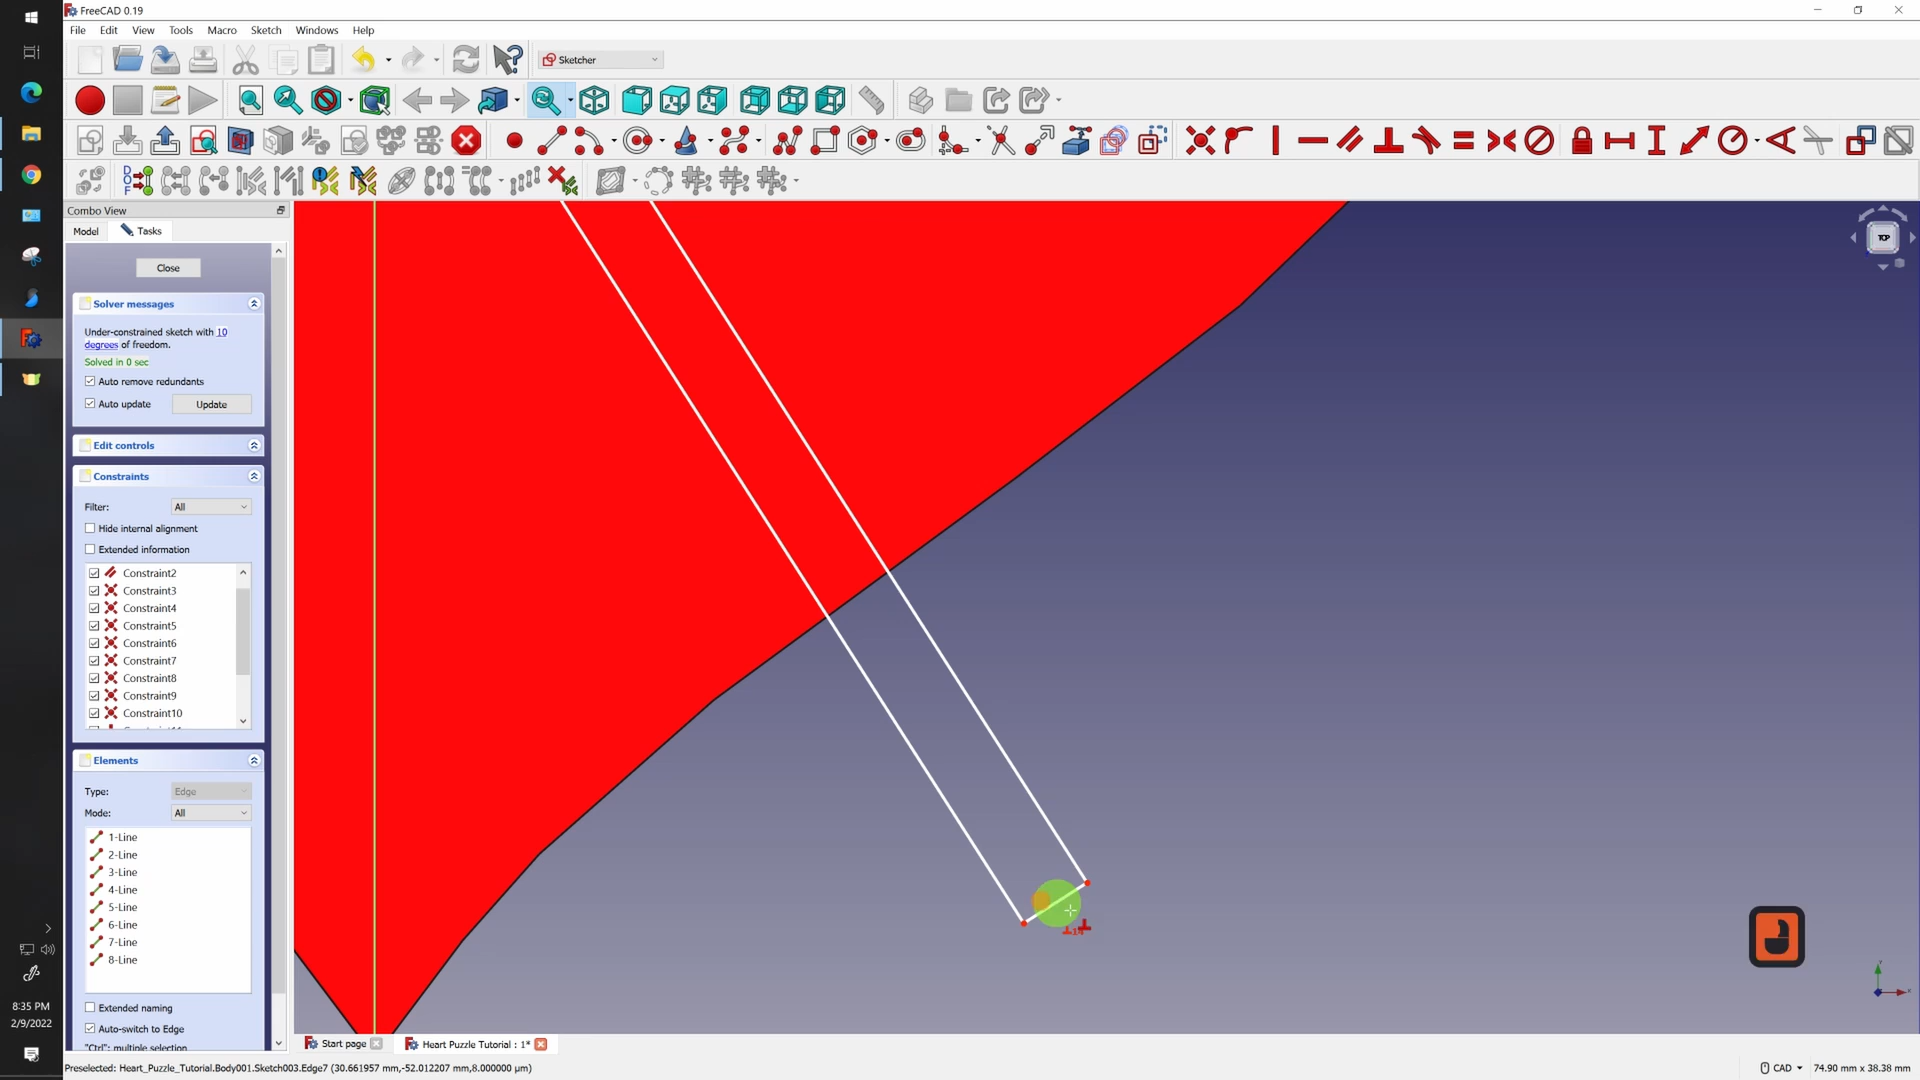 FreeCAD 0.19
File Edit View Tools Macro Sketch Windows Help
Sketcher
Combo View
Model Tasks
TOP
Close
Solver messages
Under-constrained sketch with 10
degrees of freedom.
Solved in 0 sec
Auto remove redundants
Auto update Update
Edit controls
Constraints
Filter: All
Hide internal alignment
Extended information
Constraint2
Constraint3
Constraint4
Constraint5
Constraint6
Constraint7
Constraint8
Constraint9
Constraint10
Elements
Type: Edge
Mode: All
1-Line
2-Line
3-Line
4-Line
5-Line
6-Line
7-Line
8-Line
Extended naming
Auto-switch to Edge
"Ctrl": multiple selection
8:35 PM
2/9/2022
Start page Heart Puzzle Tutorial : 1*
Preselected: Heart_Puzzle_Tutorial.Body001.Sketch003.Edge7 (30.661957 mm,-52.012207 mm,8.000000 µm)
CAD 74.90 mm x 38.38 mm